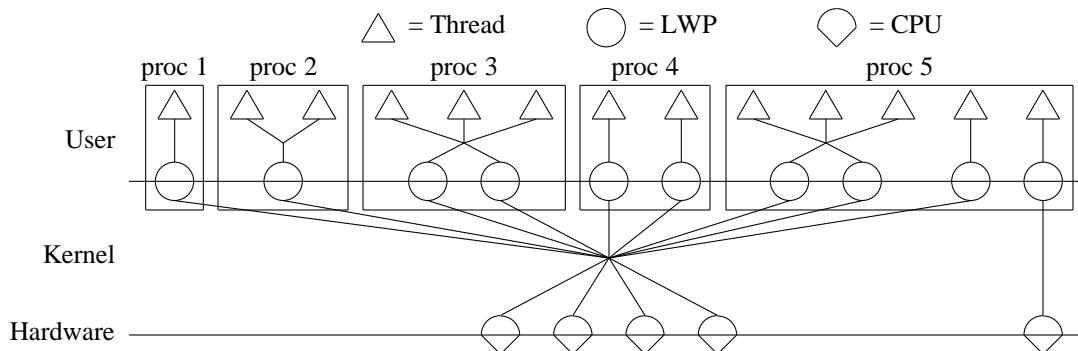 = Thread = LWP = CPU
proc 1 proc 2 proc 3 proc 4 proc 5
User
Kernel
Hardware